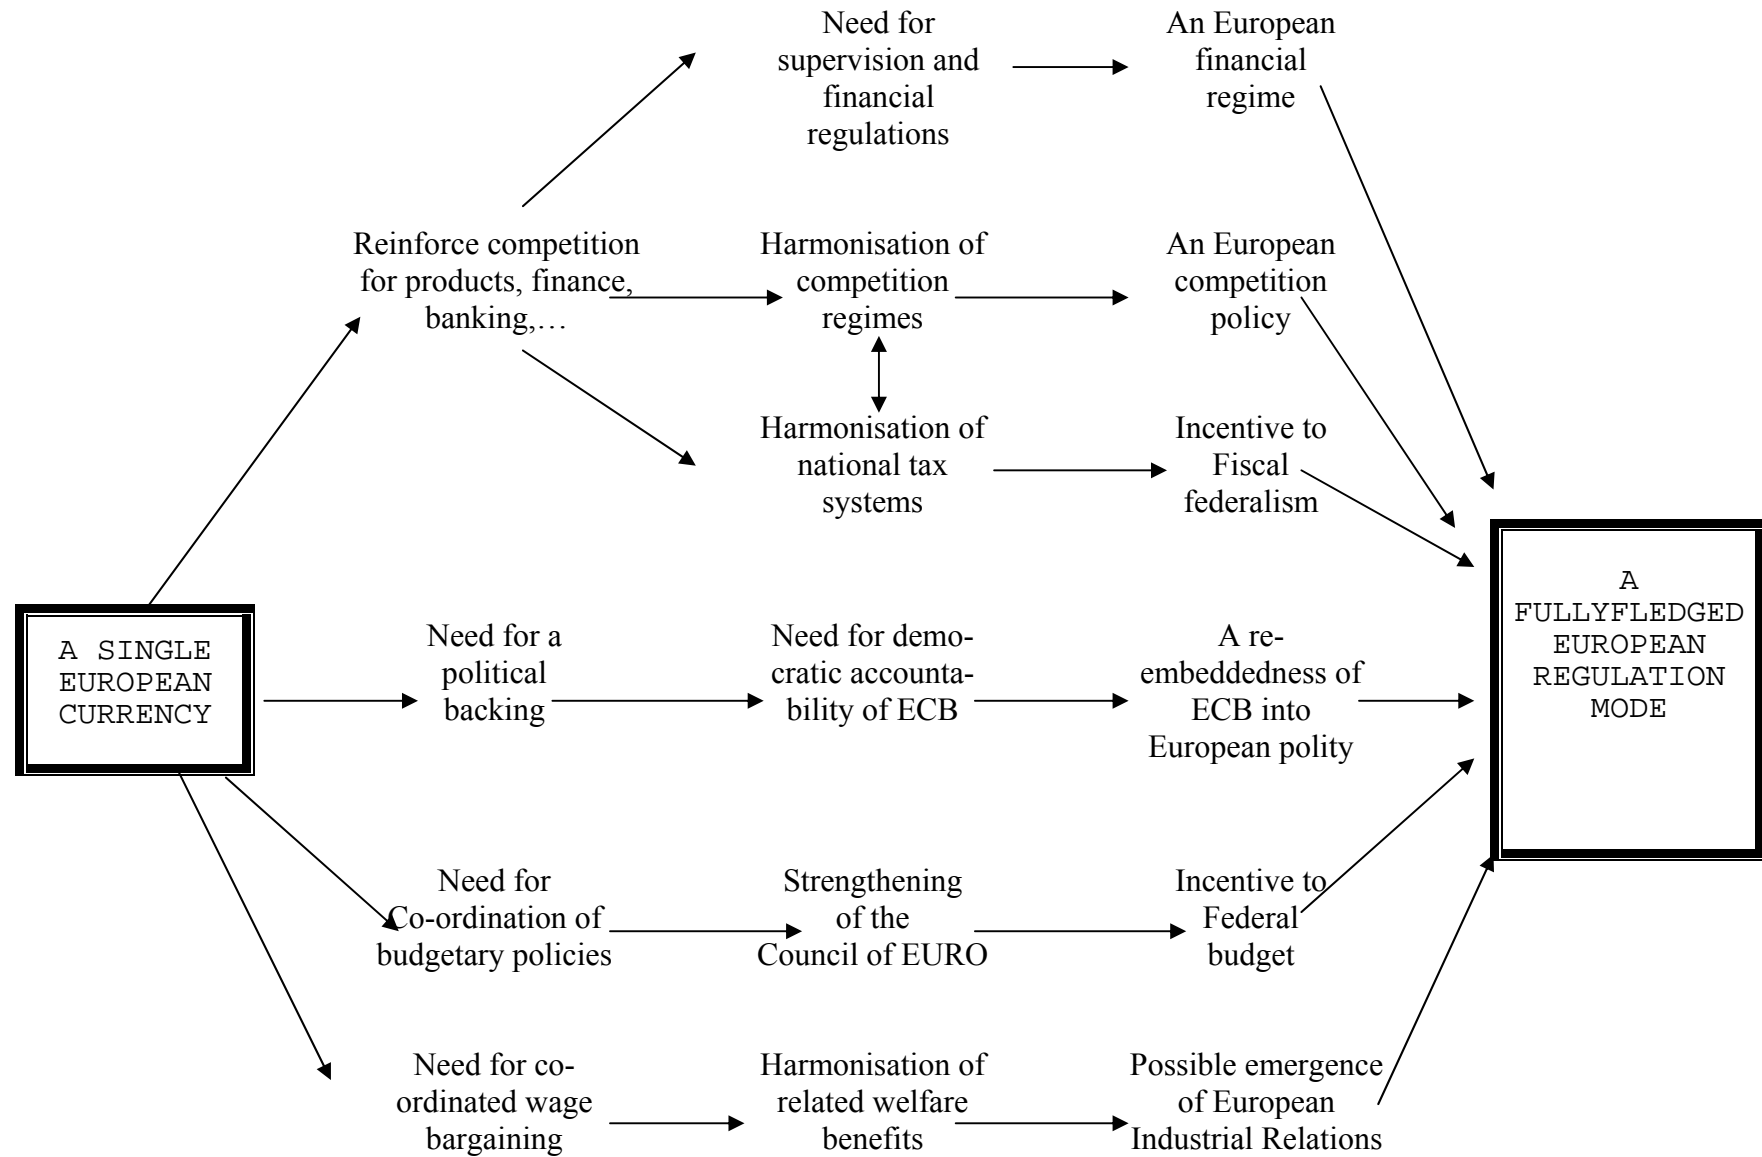 Need for
supervision and
financial
regulations
An European
financial
regime
Reinforce competition
for products, finance,
banking,…
Harmonisation of
competition
regimes
An European
competition
policy
Harmonisation of
national tax
systems
Incentive to
Fiscal
federalism
A SINGLE
EUROPEAN
CURRENCY
Need for a
political
backing
Need for demo-
cratic accounta-
bility of ECB
A re-
embeddedness of
ECB into
European polity
A
FULLYFLEDGED
EUROPEAN
REGULATION
MODE
Need for
Co-ordination of
budgetary policies
Strengthening
of the
Council of EURO
Incentive to
Federal
budget
Need for co-
ordinated wage
bargaining
Harmonisation of
related welfare
benefits
Possible emergence
of European
Industrial Relations